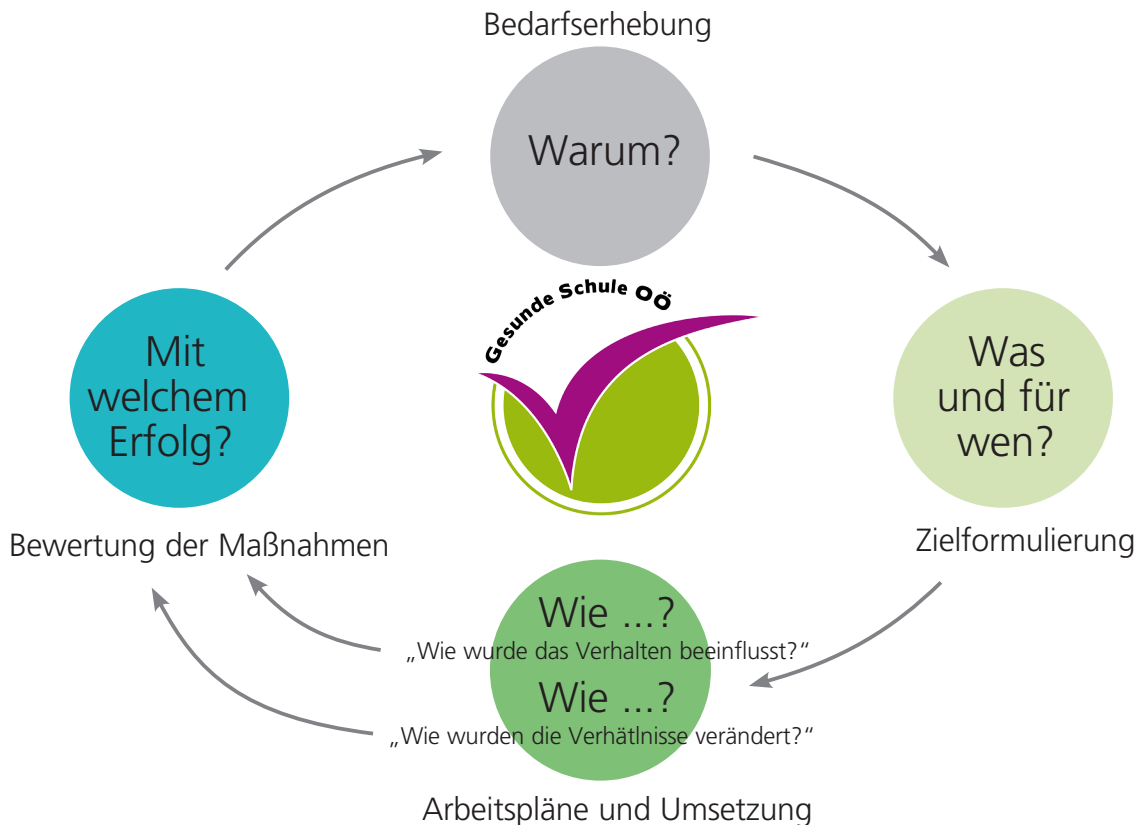 Bedarfserhebung
Warum?
Gesunde Schule OÖ
Mit
welchem
Erfolg?
Was
und für
wen?
Bewertung der Maßnahmen
Zielformulierung
Wie ...?
„Wie wurde das Verhalten beeinflusst?“
Wie ...?
„Wie wurden die Verhätlnisse verändert?“
Arbeitspläne und Umsetzung